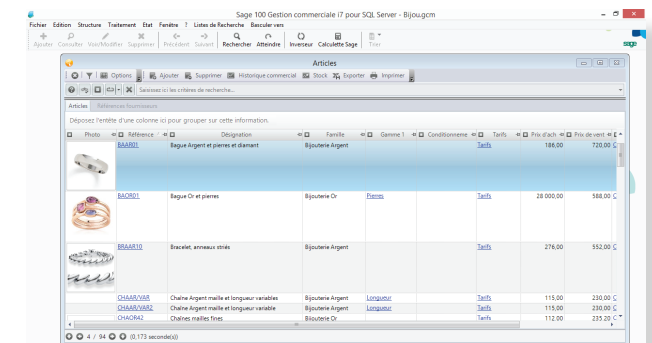 Sage 100 Gestion commerciale i7 pour SQL Server - Bijou.gcm
Fichier Edition Structure Traitement Etat Fenêtre ? Listes de Recherche Basculer vers
Ajouter Consulter Voir/Modifier Supprimer Précédent Suivant Rechercher Atteindre Inverseur Calculette Sage Trier
sage
Articles
Options Ajouter Supprimer Historique commercial Stock Exporter Imprimer
Saisissez ici les critères de recherche...
Articles Références fournisseurs
Déposez l'entête d'une colonne ici pour grouper sur cette information.
Photo Référence Désignation Famille Gamme 1 Conditionneme Tarifs Prix d'ach Prix de vent
BAAR01 Bague Argent et pierres et diamant Bijouterie Argent Tarifs 186,00 720,00 C
BAOR01 Bague Or et pierres Bijouterie Or Pierres Tarifs 28 000,00 588,00 C
BRAAR10 Bracelet, anneaux striés Bijouterie Argent Tarifs 276,00 552,00 C
CHAAR/VAR Chaîne Argent maille et longueur variables Bijouterie Argent Longueur Tarifs 115,00 230,00 C
CHAAR/VAR2 Chaîne Argent maille et longueur variable Bijouterie Argent Longueur Tarifs 115,00 230,00 C
CHAOR42 Chaînes mailles fines Bijouterie Or Tarifs 112,00 235,20 C
4 / 94 (0,173 seconde(s))